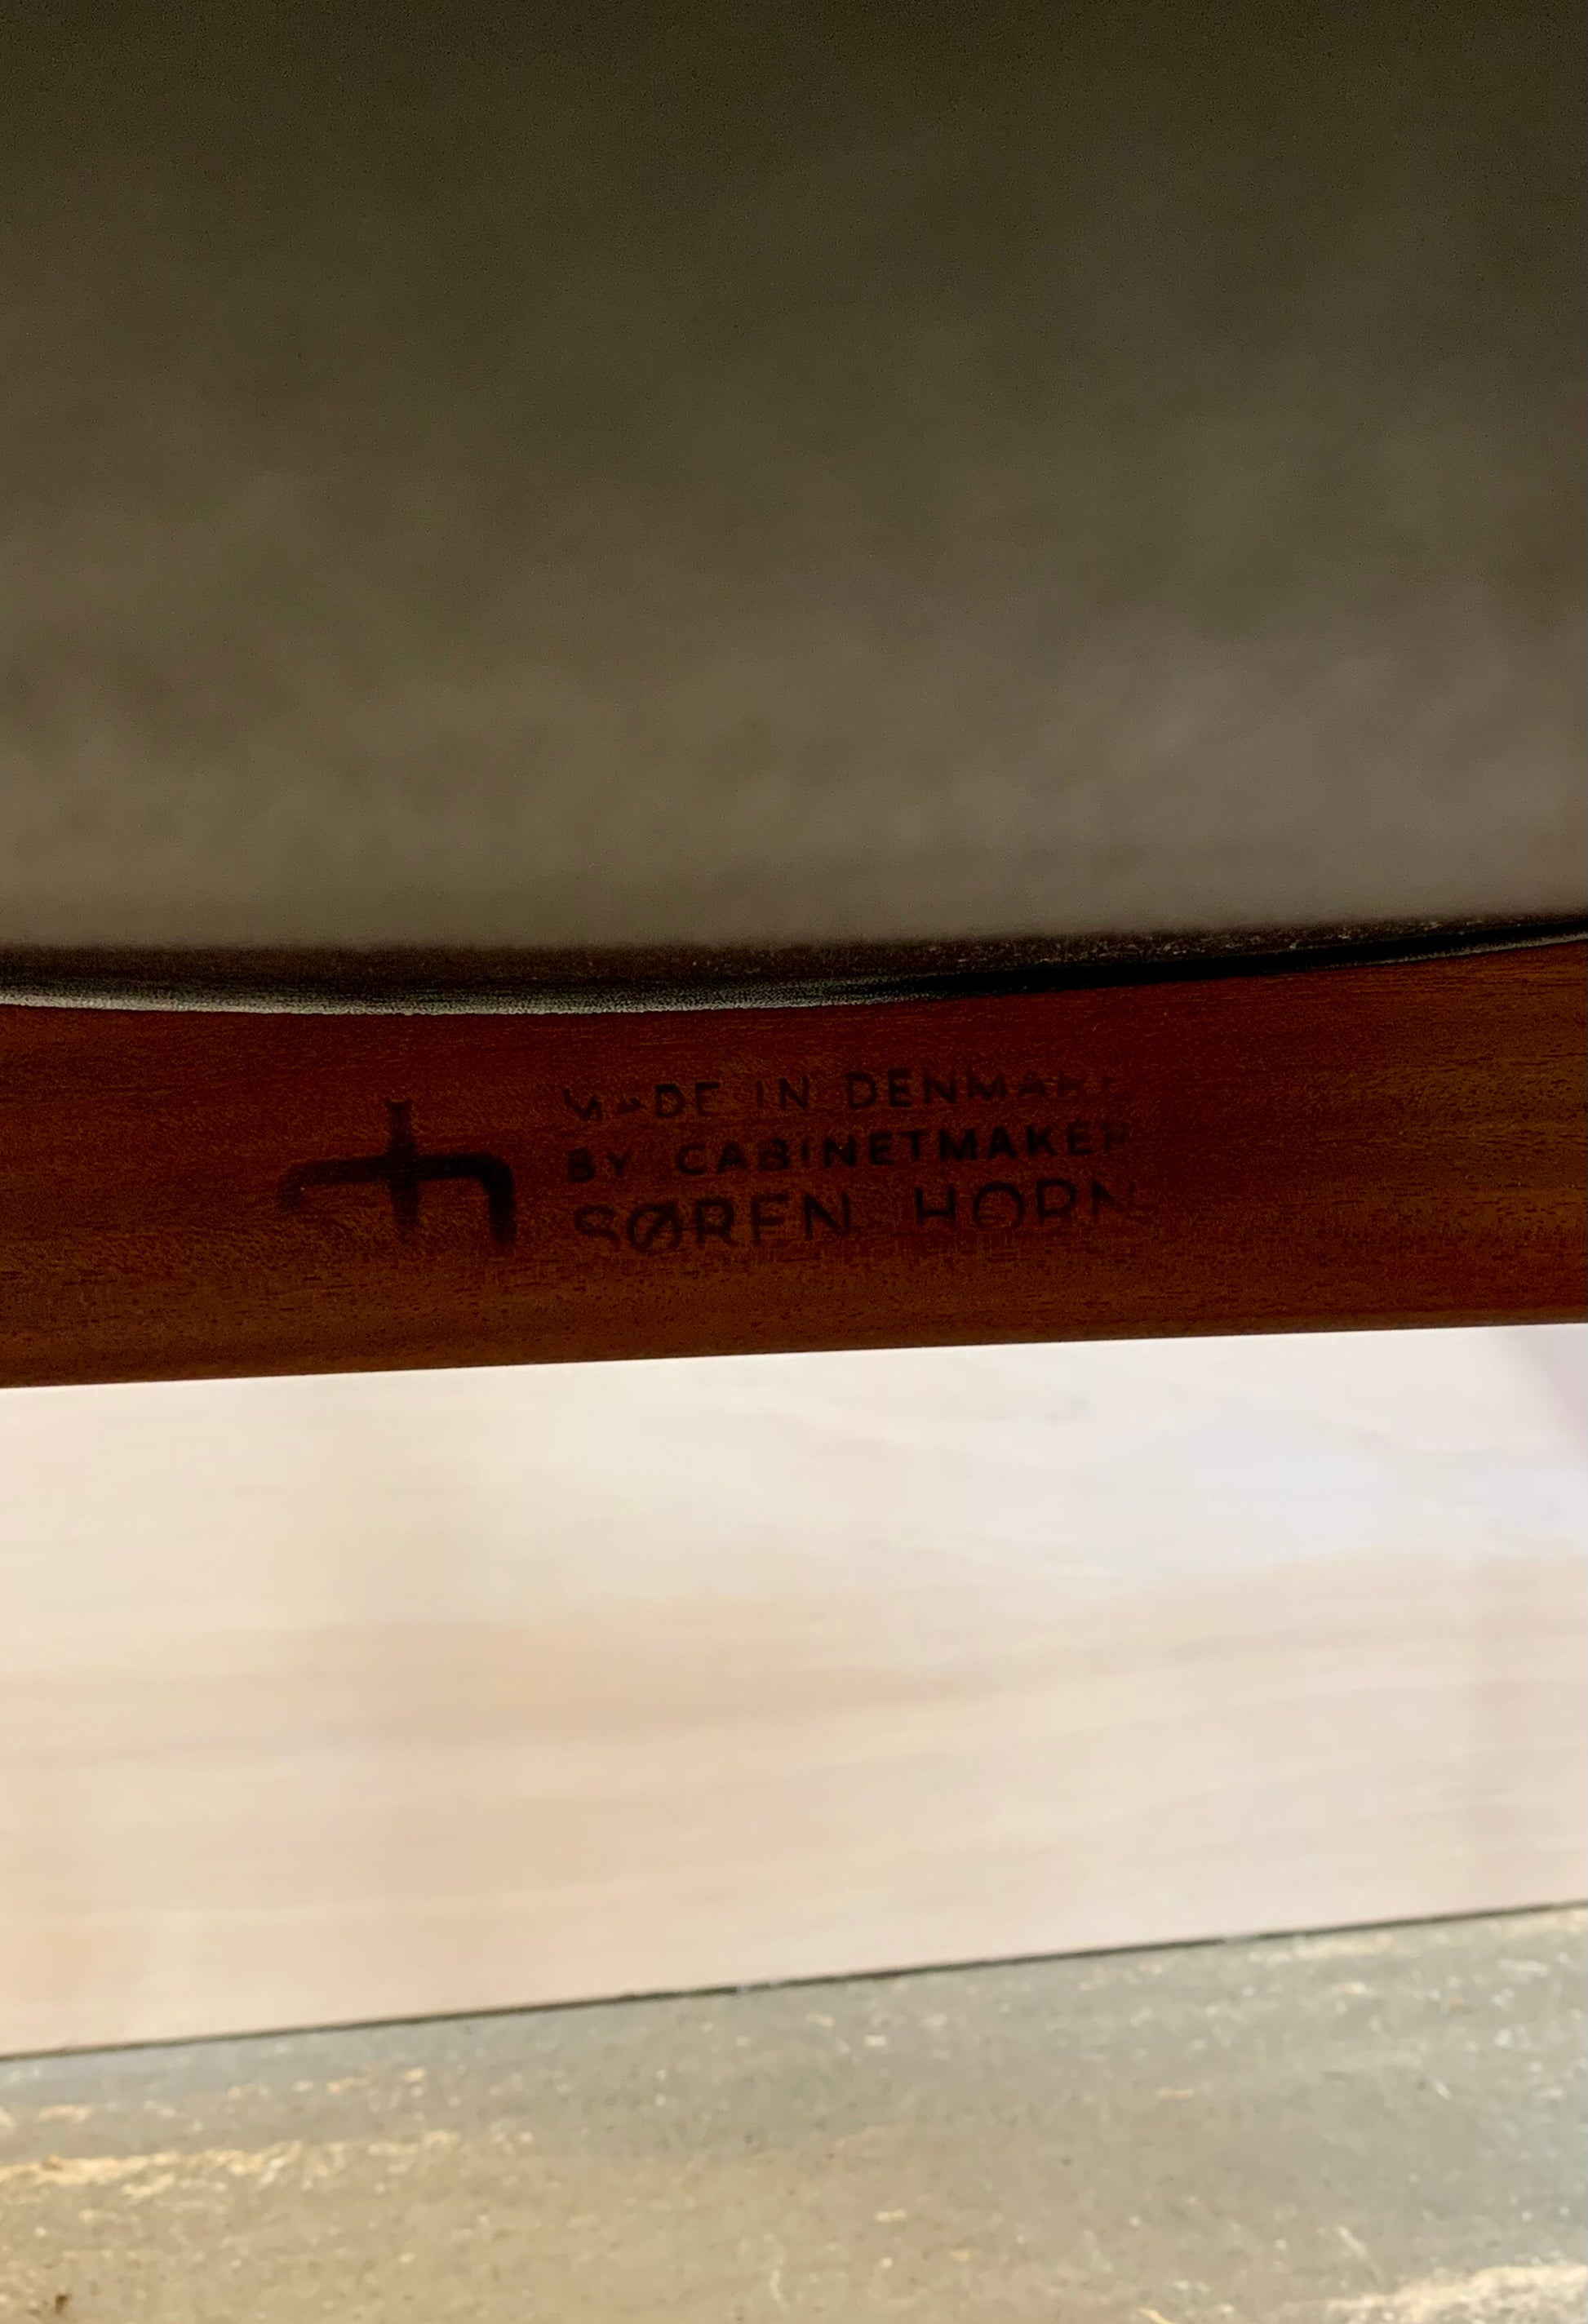 MADE IN DENMARK
BY CABINETMAKER
SØREN HORN